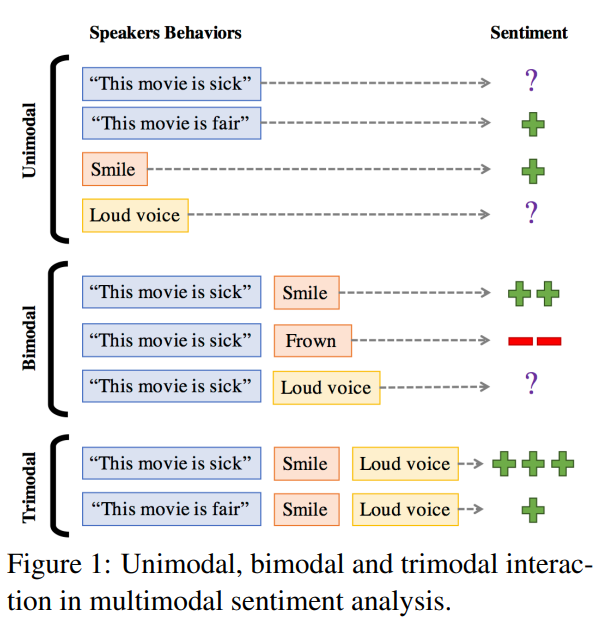 Speakers Behaviors Sentiment
Unimodal
“This movie is sick” ?
“This movie is fair”
Smile
Loud voice ?
Bimodal
“This movie is sick” Smile
“This movie is sick” Frown
“This movie is sick” Loud voice ?
Trimodal
“This movie is sick” Smile Loud voice
“This movie is fair” Smile Loud voice
Figure 1: Unimodal, bimodal and trimodal interac-
tion in multimodal sentiment analysis.